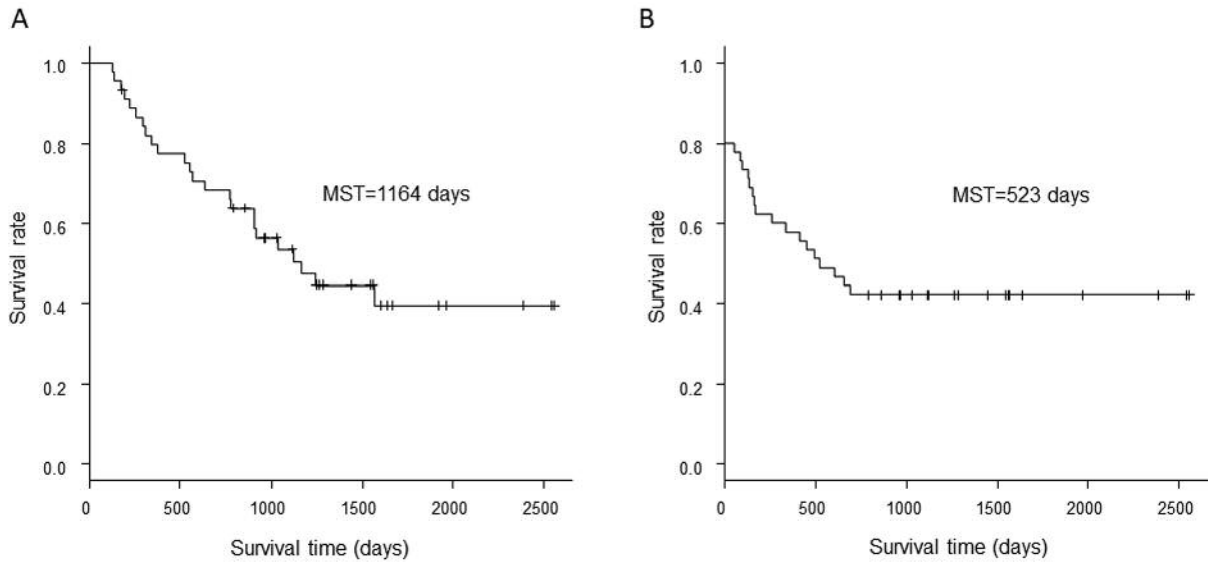 A
1.0
0.8
0.6
0.4
0.2
0.0
Survival rate
MST=1164 days
0 500 1000 1500 2000 2500
Survival time (days)
B
1.0
0.8
0.6
0.4
0.2
0.0
Survival rate
MST=523 days
0 500 1000 1500 2000 2500
Survival time (days)